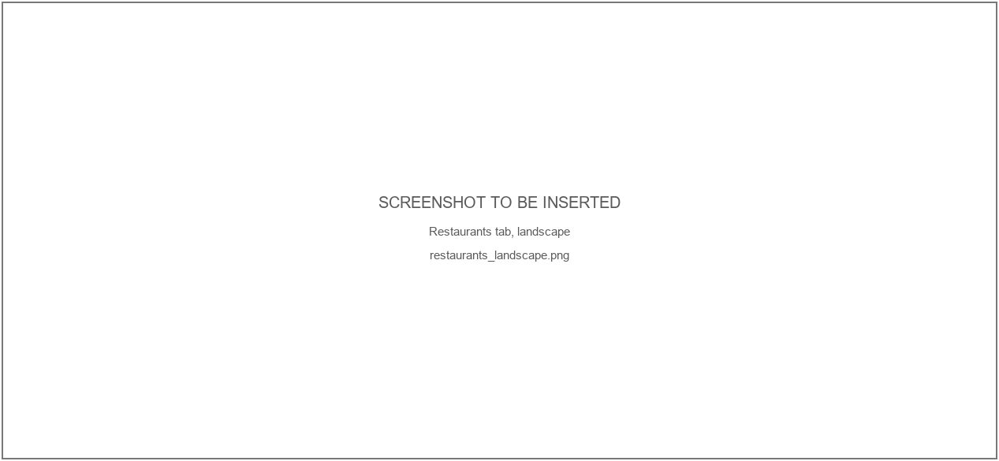 SCREENSHOT TO BE INSERTED
Restaurants tab, landscape
restaurants_landscape.png